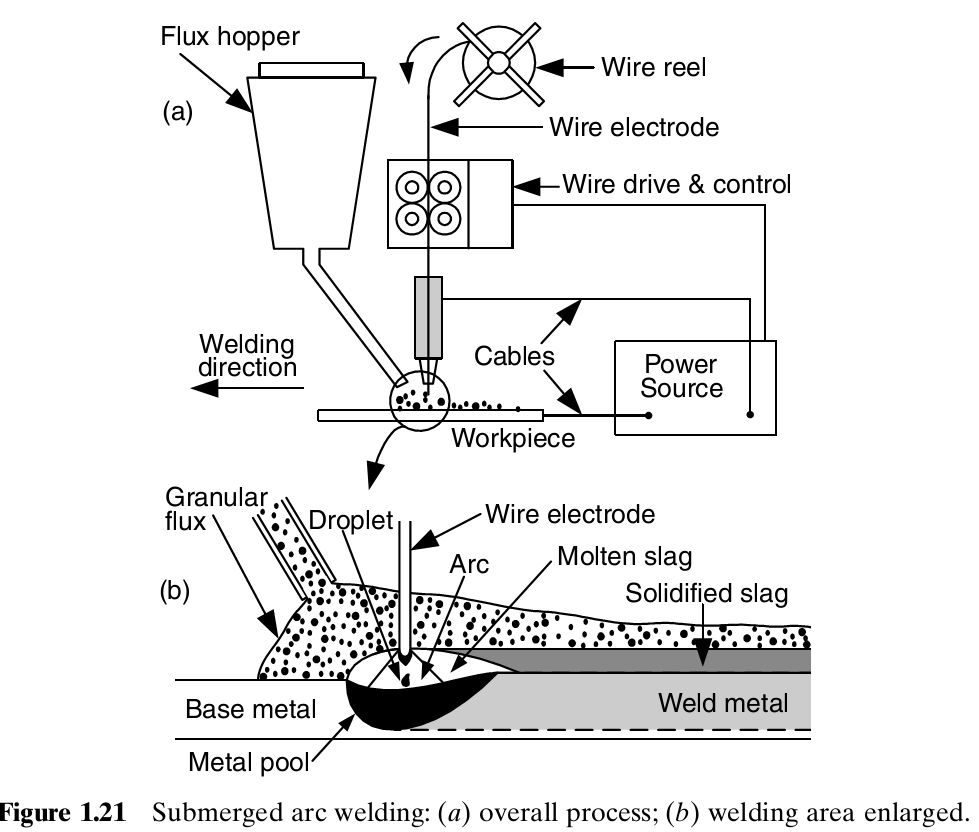 Flux hopper
(a)
Wire reel
Wire electrode
Wire drive & control
Welding
direction
Cables
Power
Source
Workpiece
Granular
flux
Droplet
Wire electrode
Arc
Molten slag
(b)
Solidified slag
Base metal
Weld metal
Metal pool
Figure 1.21 Submerged arc welding: (a) overall process; (b) welding area enlarged.